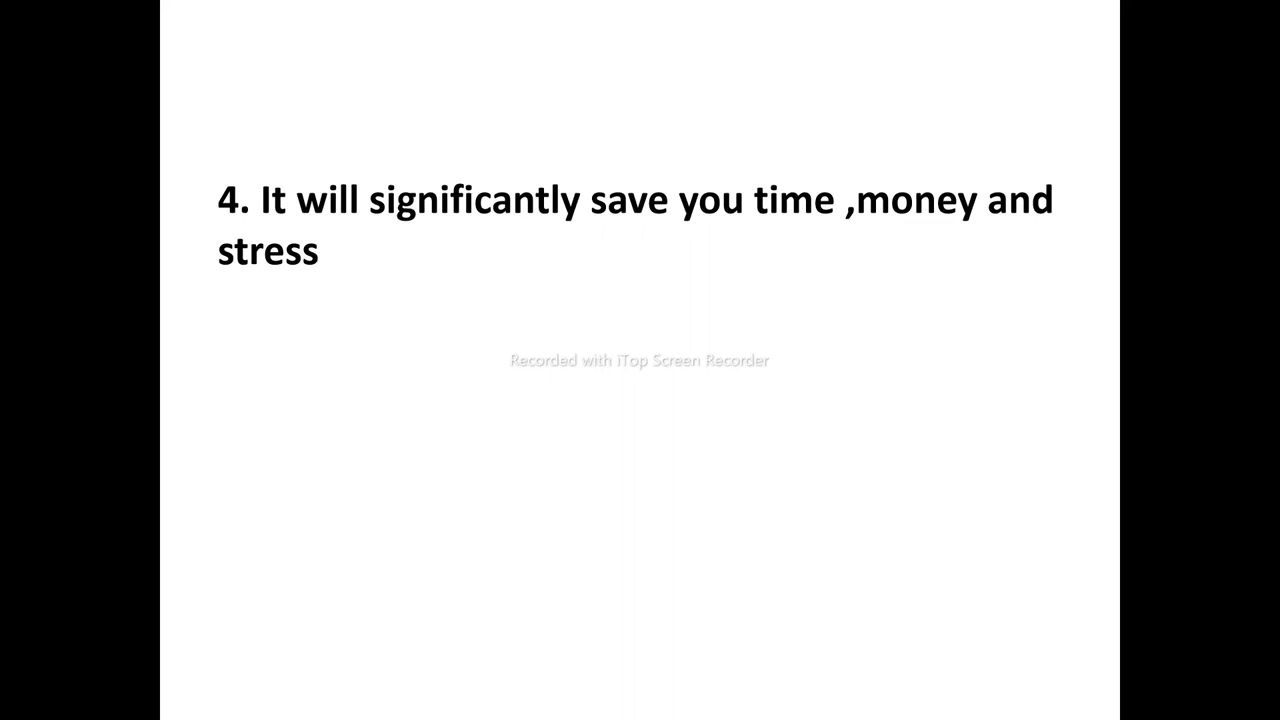 4. It will significantly save you time ,money and
stress
Recorded with iTop Screen Recorder